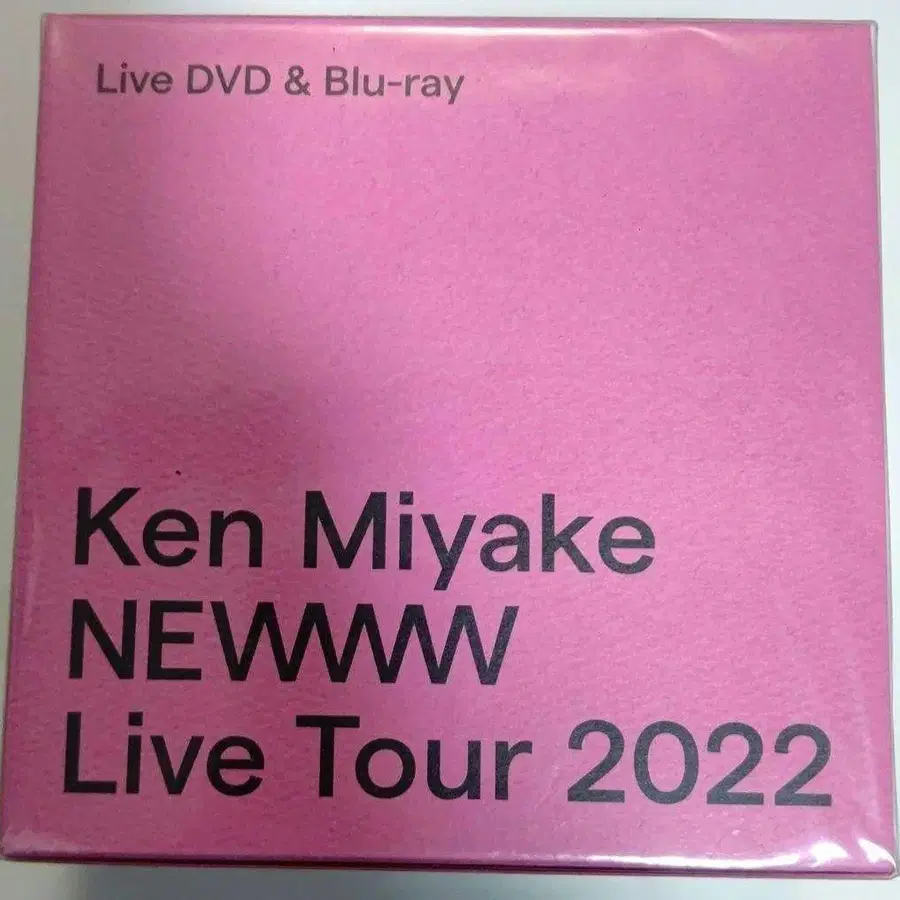 Live DVD & Blu-ray
Ken Miyake
NEWWW
Live Tour 2022